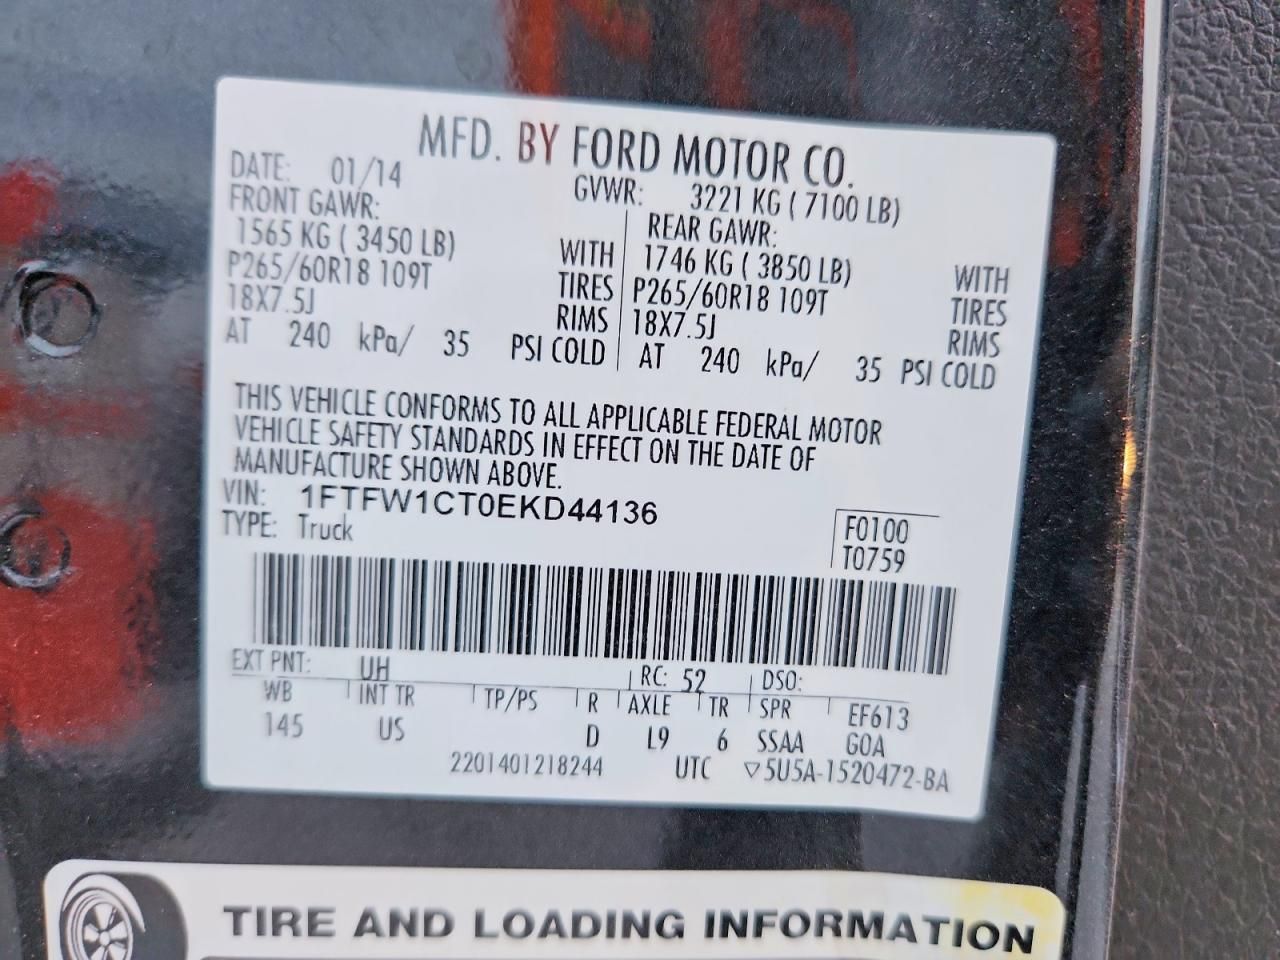 MFD. BY FORD MOTOR CO.
DATE: 01/14 GVWR: 3221 KG ( 7100 LB)
FRONT GAWR: REAR GAWR:
1565 KG ( 3450 LB) WITH 1746 KG ( 3850 LB) WITH
P265/60R18 109T TIRES P265/60R18 109T TIRES
18X7.5J RIMS 18X7.5J RIMS
AT 240 kPa/ 35 PSI COLD AT 240 kPa/ 35 PSI COLD
THIS VEHICLE CONFORMS TO ALL APPLICABLE FEDERAL MOTOR
VEHICLE SAFETY STANDARDS IN EFFECT ON THE DATE OF
MANUFACTURE SHOWN ABOVE.
VIN: 1FTFW1CT0EKD44136
TYPE: Truck F0100
T0759
EXT PNT: UH RC: 52 DSO:
WB INT TR TP/PS R AXLE TR SPR EF613
145 US D L9 6 SSAA GOA
2201401218244 UTC ▽5U5A-1520472-BA
TIRE AND LOADING INFORMATION